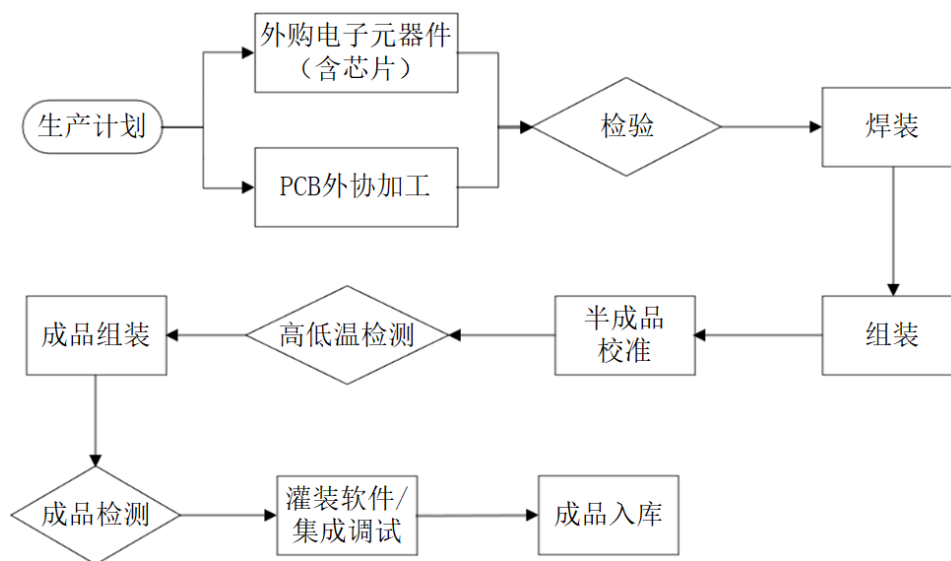 外购电子元器件
（含芯片）
生产计划
检验
焊装
PCB外协加工
组装
半成品
校准
高低温检测
成品组装
成品检测
灌装软件/
集成调试
成品入库